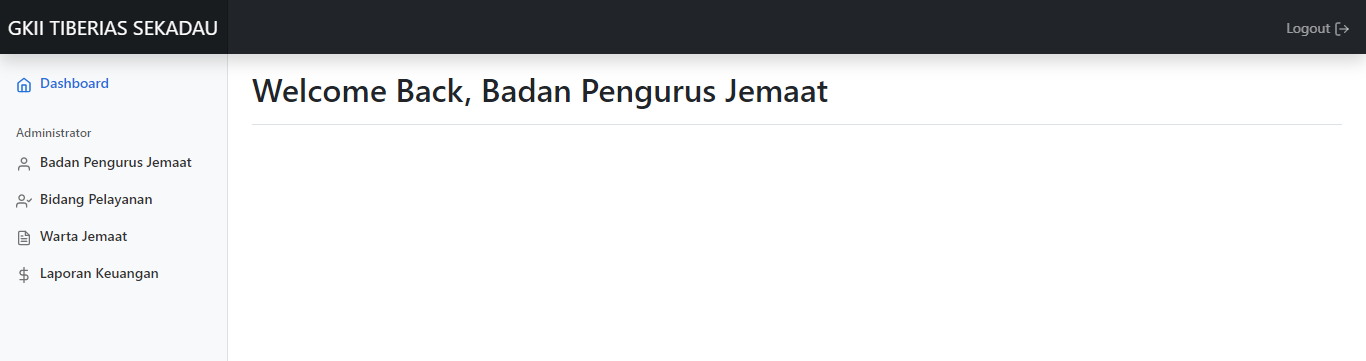 GKII TIBERIAS SEKADAU
Logout
Dashboard
Welcome Back, Badan Pengurus Jemaat
Administrator
Badan Pengurus Jemaat
Bidang Pelayanan
Warta Jemaat
Laporan Keuangan